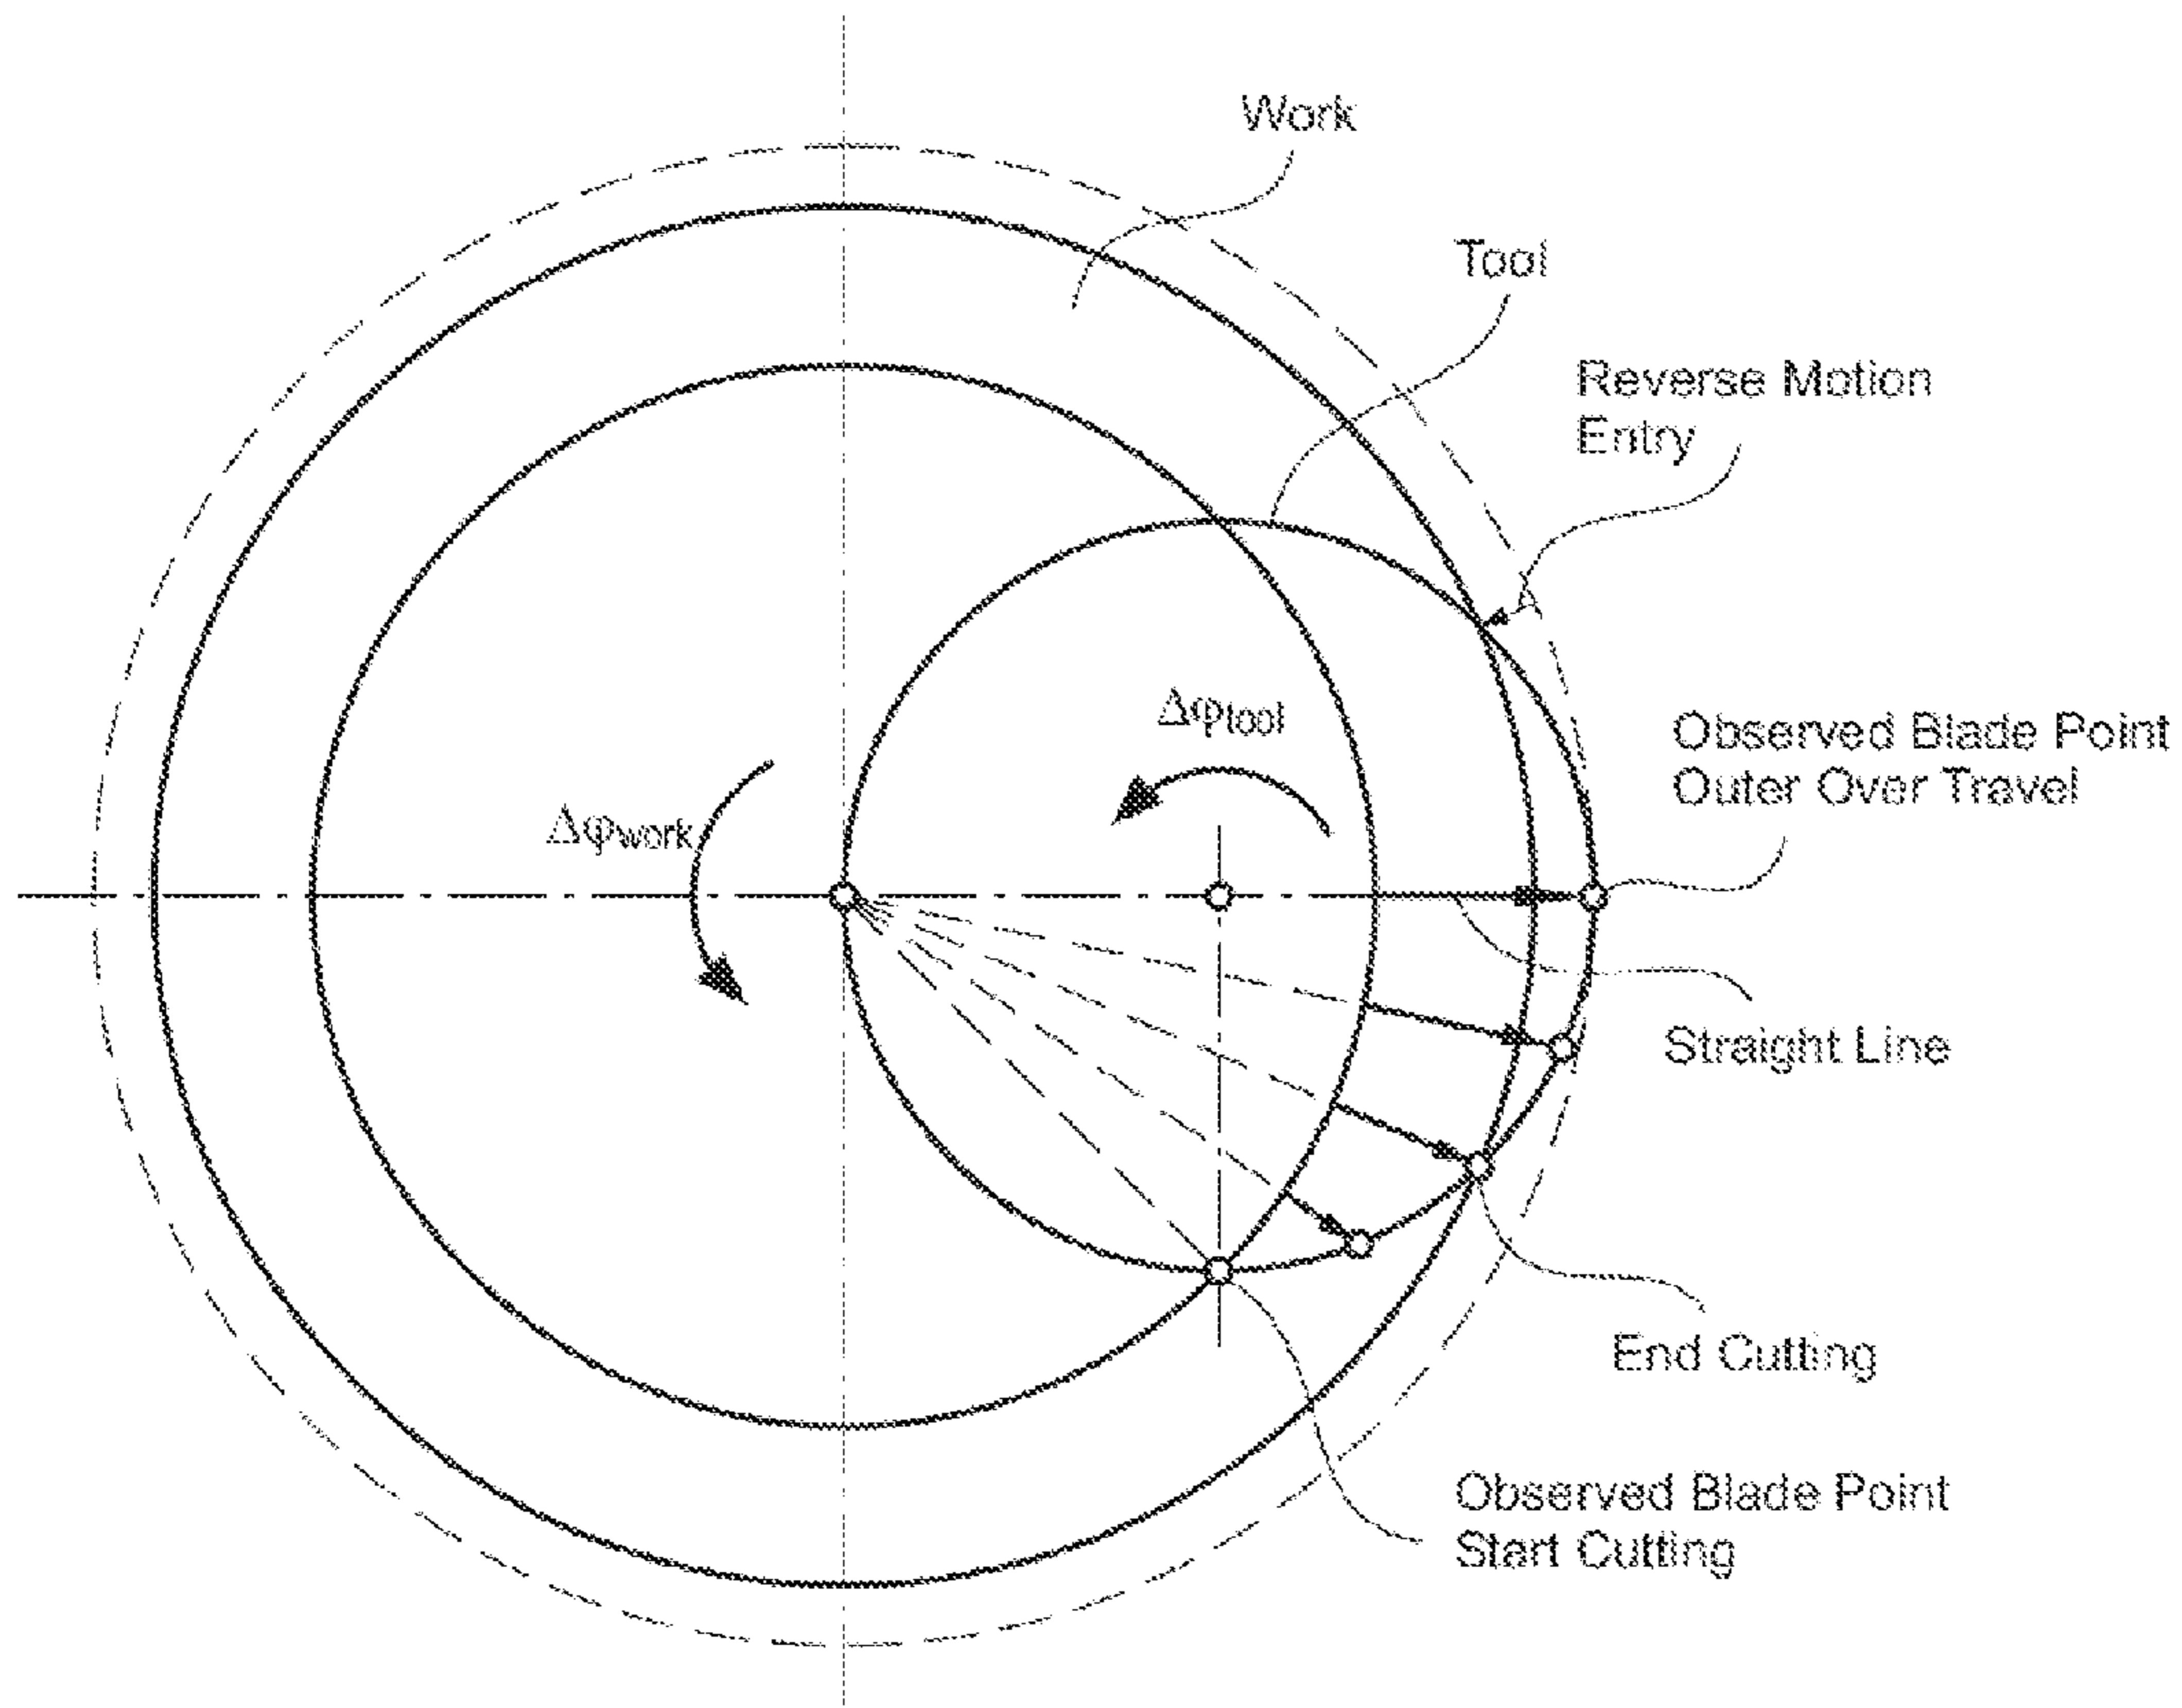 Work
Tool
Reverse Motion
Entry
Δφtool
Observed Blade Point
Outer Over Travel
Δφwork
Straight Line
End Cutting
Observed Blade Point
Start Cutting